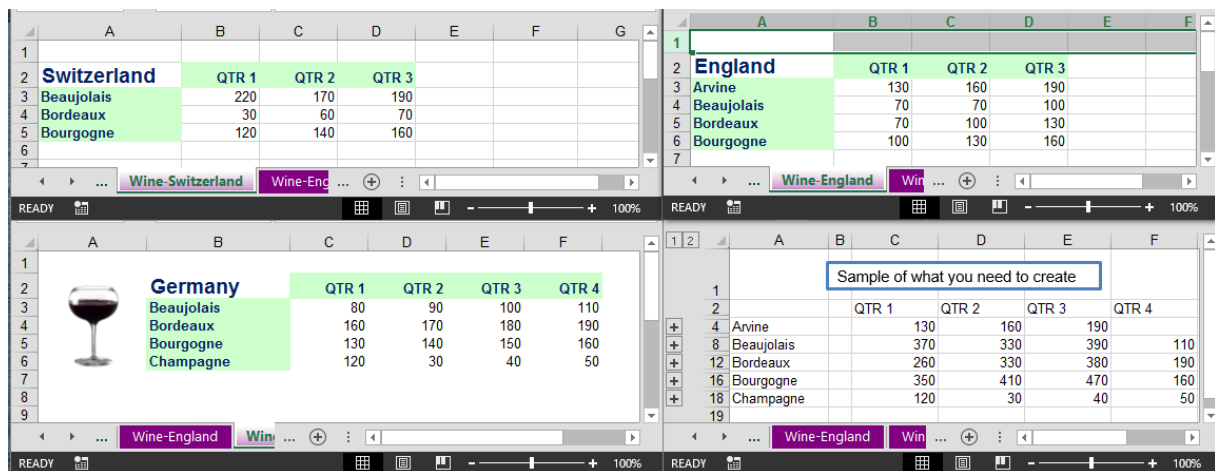 A B C D E F G
1
2 Switzerland QTR 1 QTR 2 QTR 3
3 Beaujolais 220 170 190
4 Bordeaux 30 60 70
5 Bourgogne 120 140 160
6
7
... Wine-Switzerland Wine-Eng ...
READY 100%
A B C D E F
1
2 England QTR 1 QTR 2 QTR 3
3 Arvine 130 160 190
4 Beaujolais 70 70 100
5 Bordeaux 70 100 130
6 Bourgogne 100 130 160
7
... Wine-England Win ...
READY 100%
A B C D E F
1
2 Germany QTR 1 QTR 2 QTR 3 QTR 4
3 Beaujolais 80 90 100 110
4 Bordeaux 160 170 180 190
5 Bourgogne 130 140 150 160
6 Champagne 120 30 40 50
7
8
9
... Wine-England Wine ...
READY 100%
1 2 A B C D E F
Sample of what you need to create
1
2 QTR 1 QTR 2 QTR 3 QTR 4
4 Arvine 130 160 190
8 Beaujolais 370 330 390 110
12 Bordeaux 260 330 380 190
16 Bourgogne 350 410 470 160
18 Champagne 120 30 40 50
19
... Wine-England Win ...
READY 100%